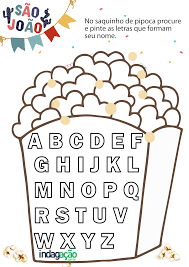 SÃO
JOÃO
No saquinho de pipoca procure
e pinte as letras que formam
seu nome.
A B C D E F
G H I J K L
M N O P Q
R S T U V
W X Y Z
indagação